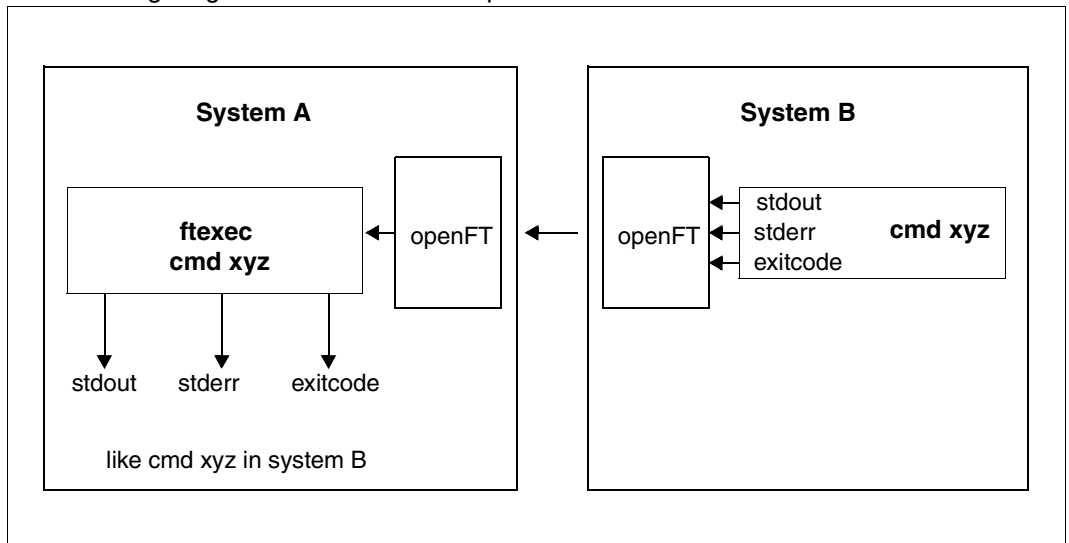 System A
System B
ftexec
cmd xyz
openFT
openFT
stdout
stderr
exitcode
cmd xyz
stdout
stderr
exitcode
like cmd xyz in system B